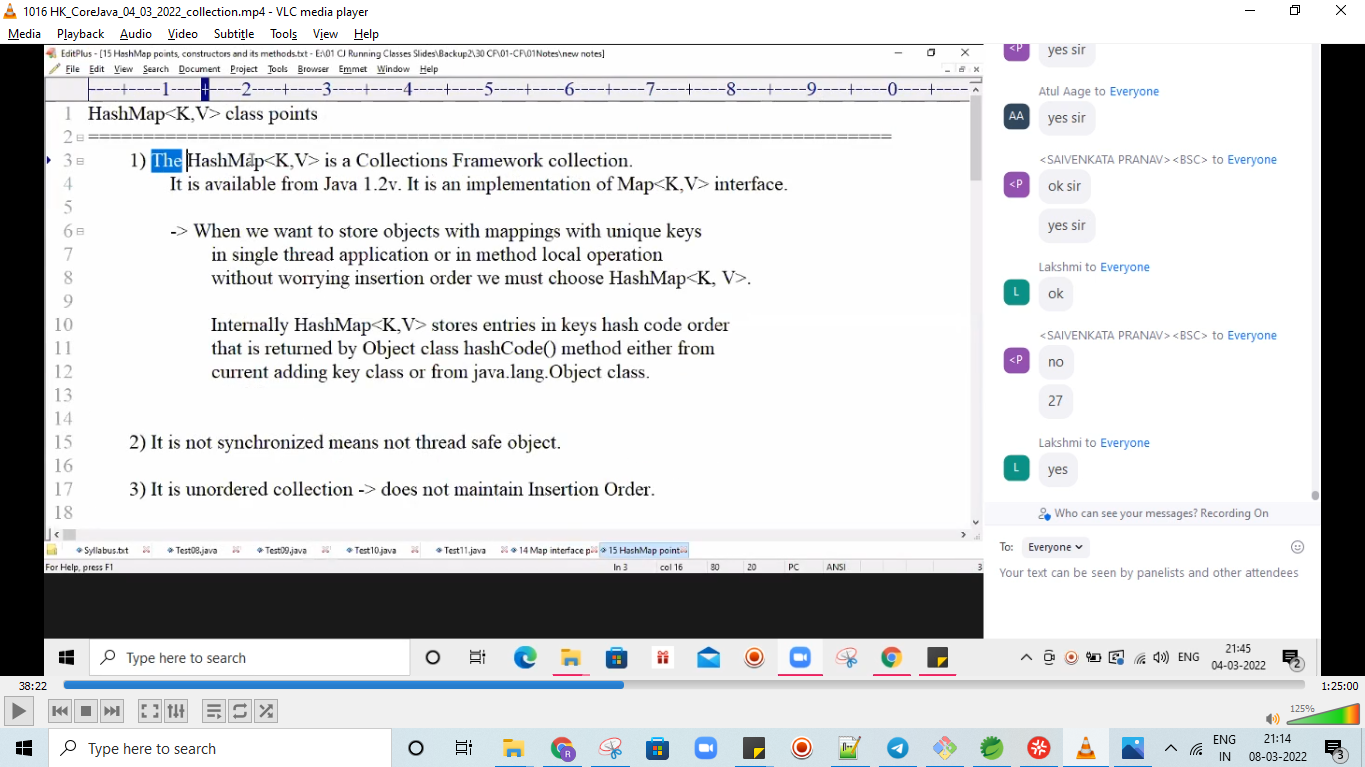 1016 HK_CoreJava_04_03_2022_collection.mp4 - VLC media player
Media Playback Audio Video Subtitle Tools View Help
EditPlus - [15 HashMap points, constructors and its methods.txt - E:\01 CJ Running Classes Slides\Backup2\30 CF\01-CF\01Notes\new notes]
File Edit View Search Document Project Tools Browser Emmet Window Help
1 HashMap<K,V> class points
2 =========================================================================
3 1) The HashMap<K,V> is a Collections Framework collection.
4 It is available from Java 1.2v. It is an implementation of Map<K,V> interface.
5
6 -> When we want to store objects with mappings with unique keys
7 in single thread application or in method local operation
8 without worrying insertion order we must choose HashMap<K, V>.
9
10 Internally HashMap<K,V> stores entries in keys hash code order
11 that is returned by Object class hashCode() method either from
12 current adding key class or from java.lang.Object class.
13
14
15 2) It is not synchronized means not thread safe object.
16
17 3) It is unordered collection -> does not maintain Insertion Order.
18
Syllabus.txt Test08.java Test09.java Test10.java Test11.java 14 Map interface p 15 HashMap point
For Help, press F1 ln 3 col 16 80 20 PC ANSI 3
<P yes sir
Atul Aage to Everyone
AA yes sir
<SAIVENKATA PRANAV><BSC> to Everyone
<P ok sir
yes sir
Lakshmi to Everyone
L ok
<SAIVENKATA PRANAV><BSC> to Everyone
<P no
27
Lakshmi to Everyone
L yes
Who can see your messages? Recording On
To: Everyone
Your text can be seen by panelists and other attendees
Type here to search ENG 21:45
04-03-2022 2
38:22 1:25:00
125%
Type here to search R ENG 21:14
IN 08-03-2022 3